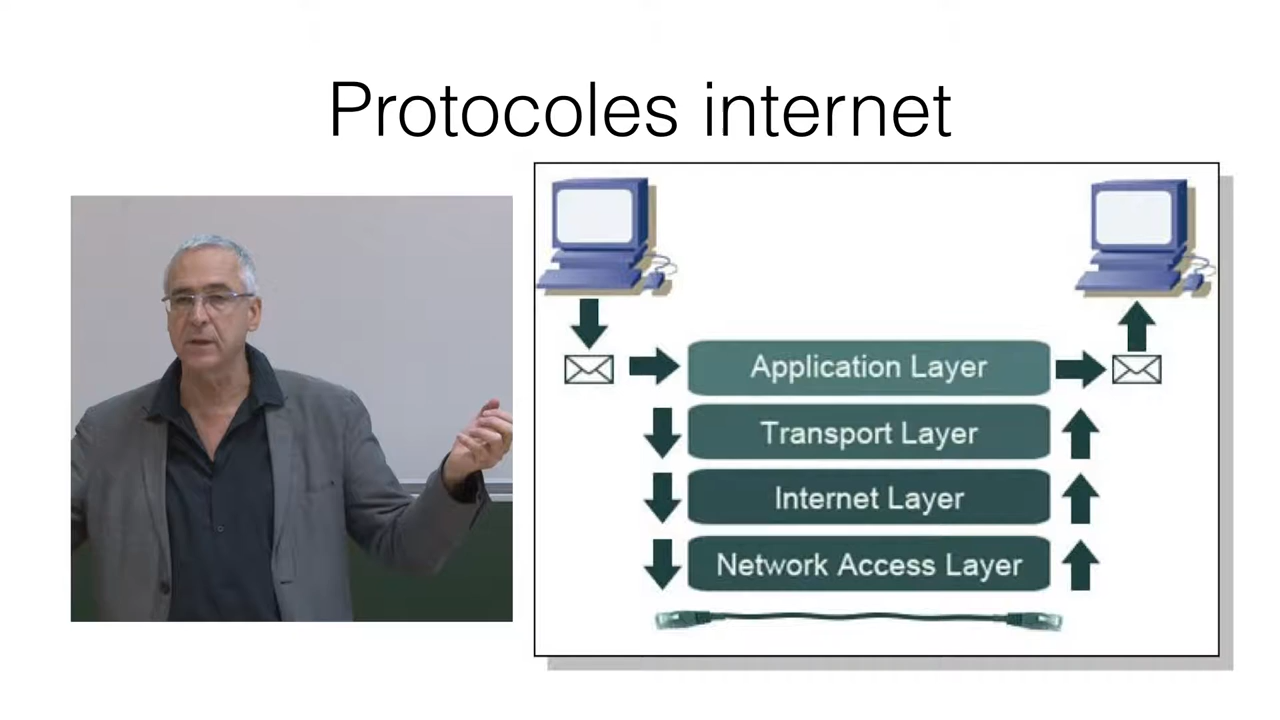 Protocoles internet
Application Layer
Transport Layer
Internet Layer
Network Access Layer